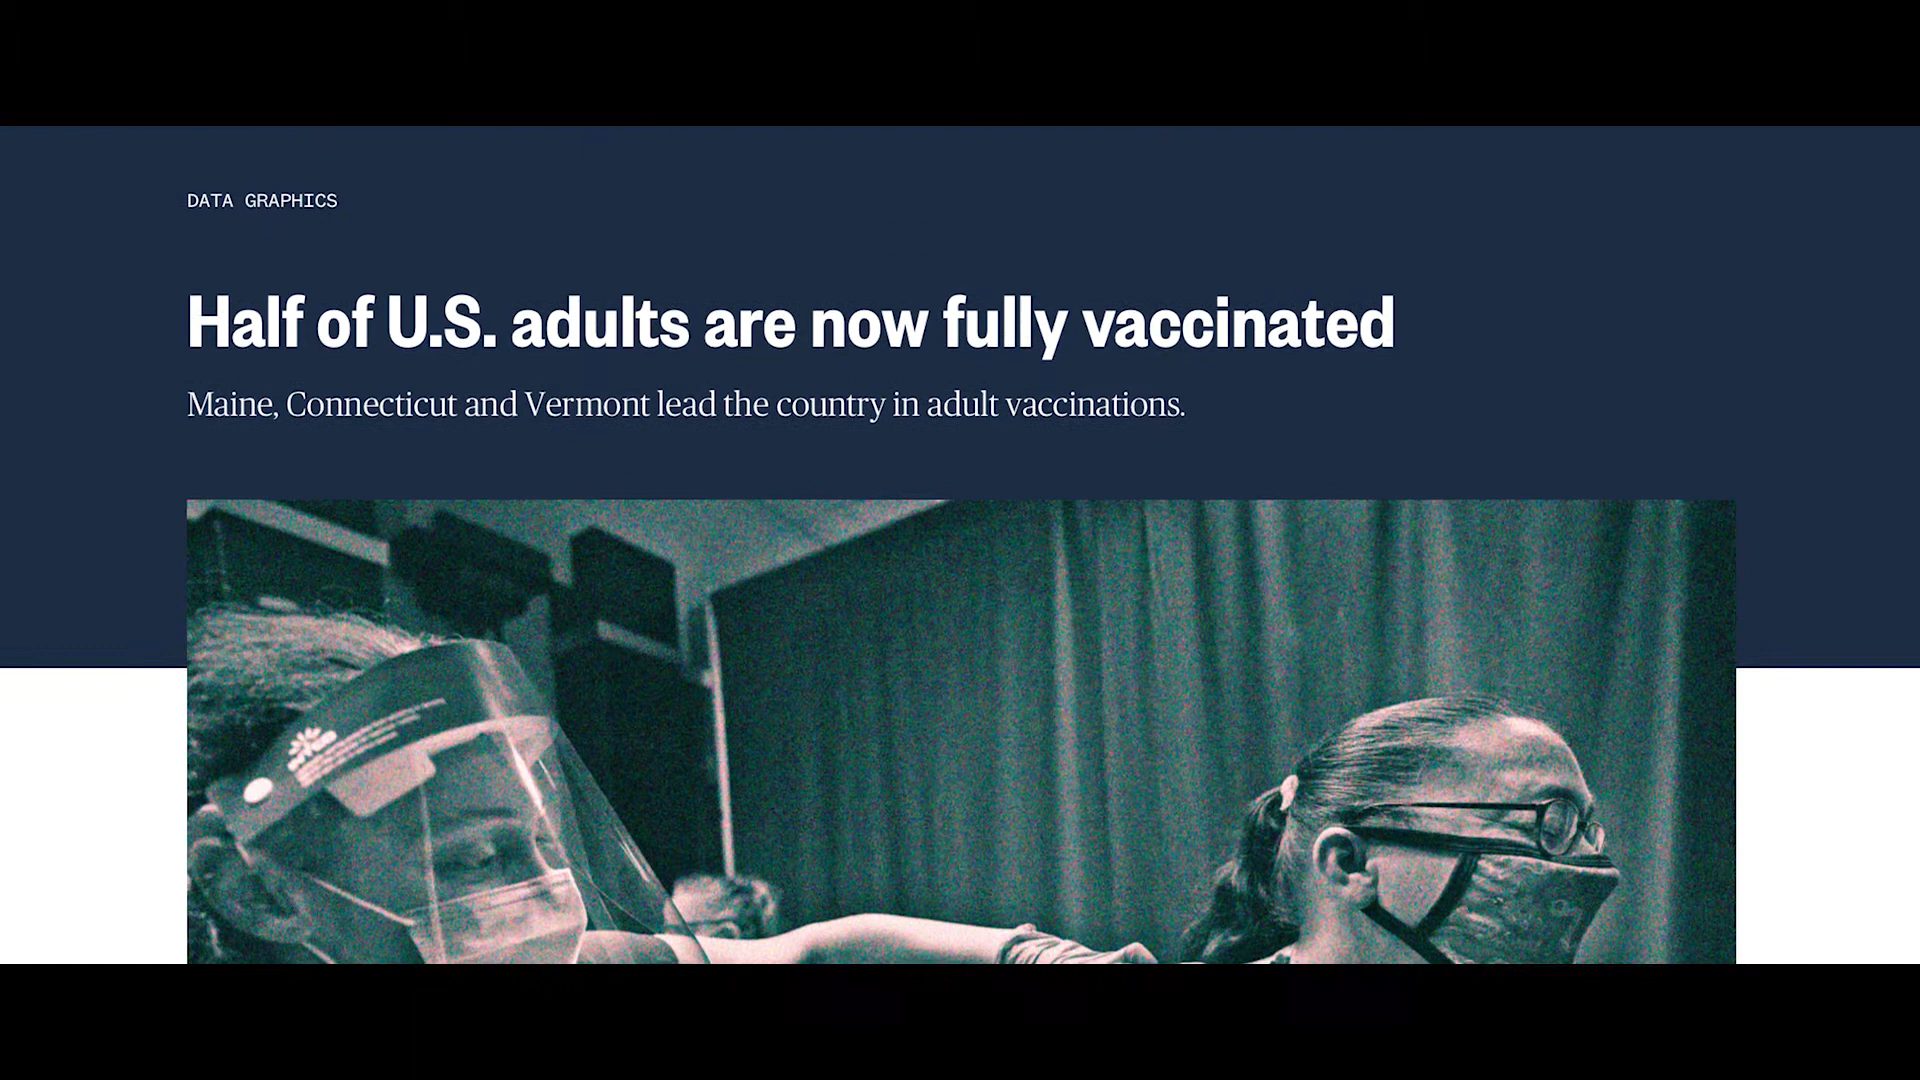 DATA GRAPHICS
Half of U.S. adults are now fully vaccinated
Maine, Connecticut and Vermont lead the country in adult vaccinations.